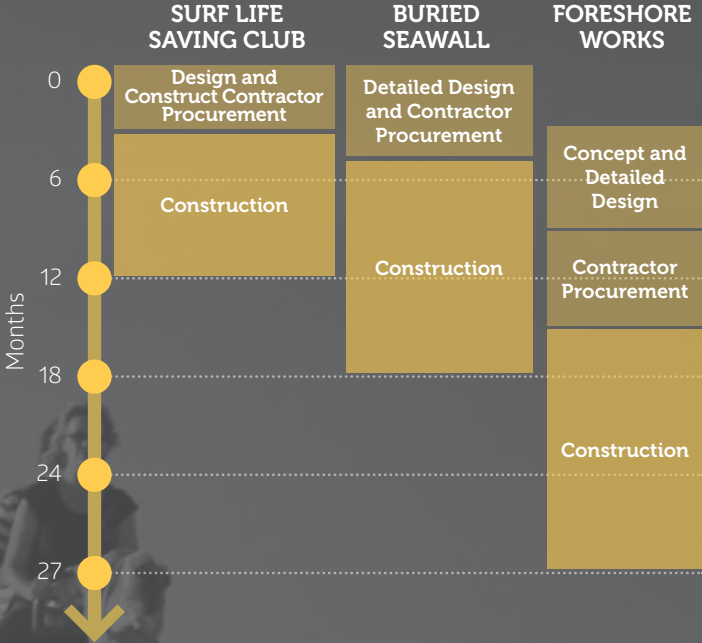 SURF LIFE
SAVING CLUB
BURIED
SEAWALL
FORESHORE
WORKS
Months
0
6
12
18
24
27
Design and
Construct Contractor
Procurement
Construction
Detailed Design
and Contractor
Procurement
Construction
Concept and
Detailed
Design
Contractor
Procurement
Construction